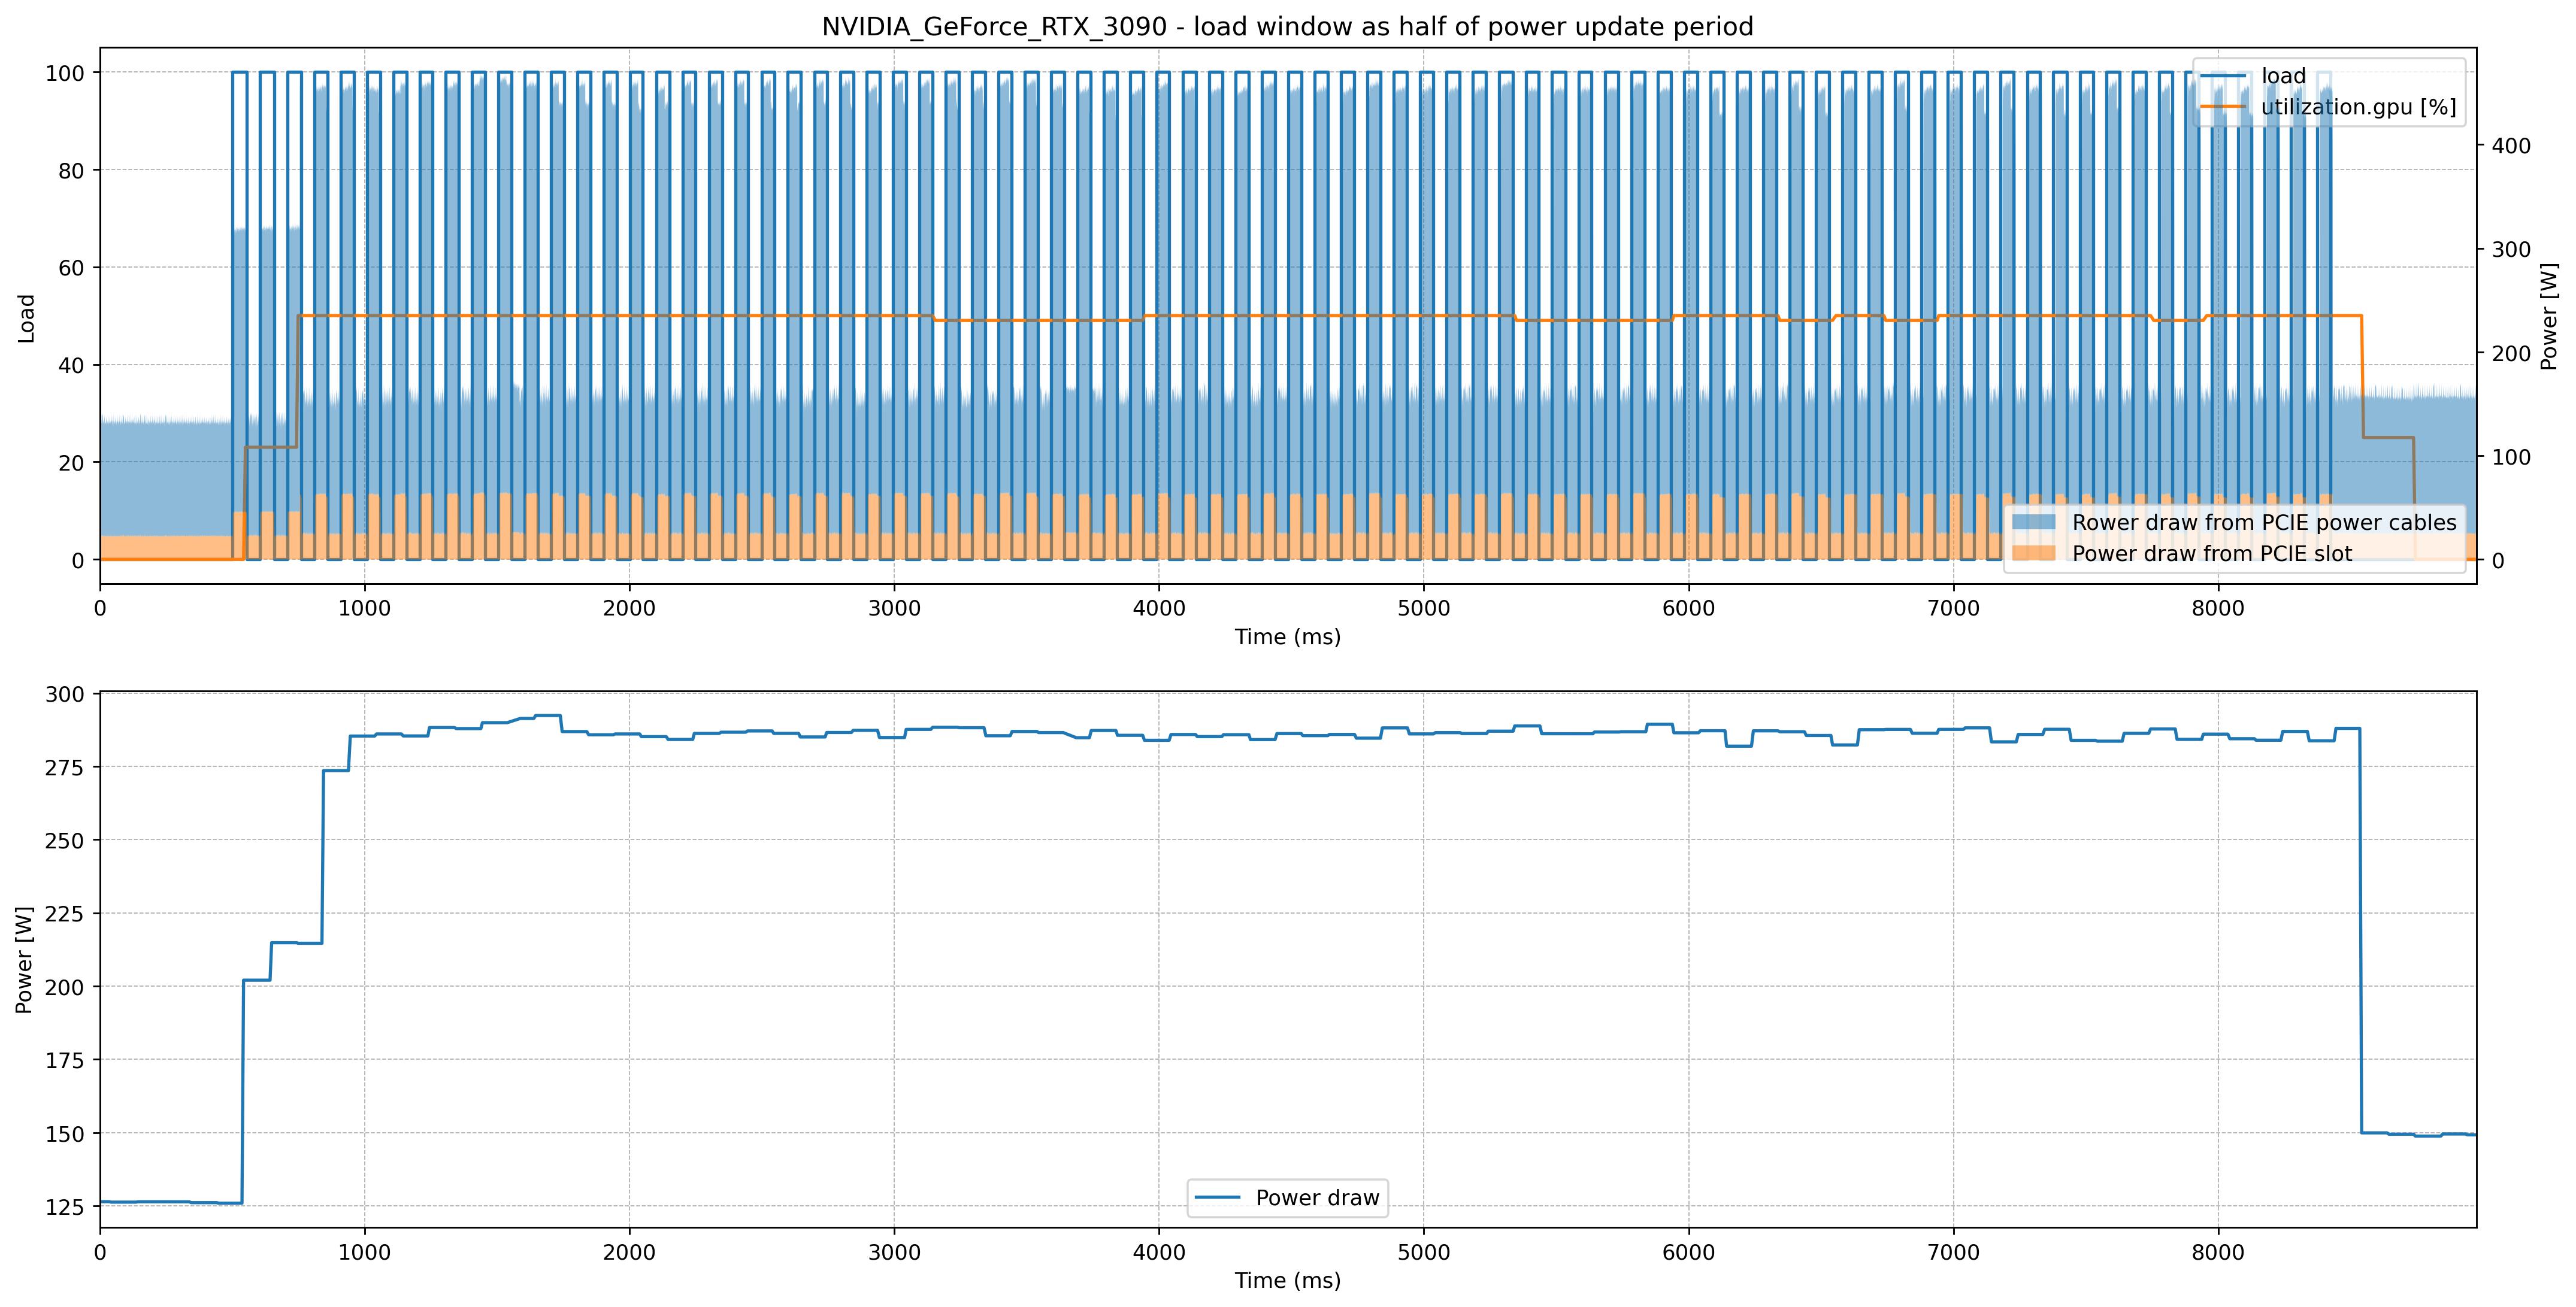 NVIDIA_GeForce_RTX_3090 - load window as half of power update period
100
80
60
40
20
0
Load
400
300
200
100
0
Power [W]
load
utilization.gpu [%]
Rower draw from PCIE power cables
Power draw from PCIE slot
0 1000 2000 3000 4000 5000 6000 7000 8000
Time (ms)
300
275
250
225
200
175
150
125
Power [W]
Power draw
0 1000 2000 3000 4000 5000 6000 7000 8000
Time (ms)